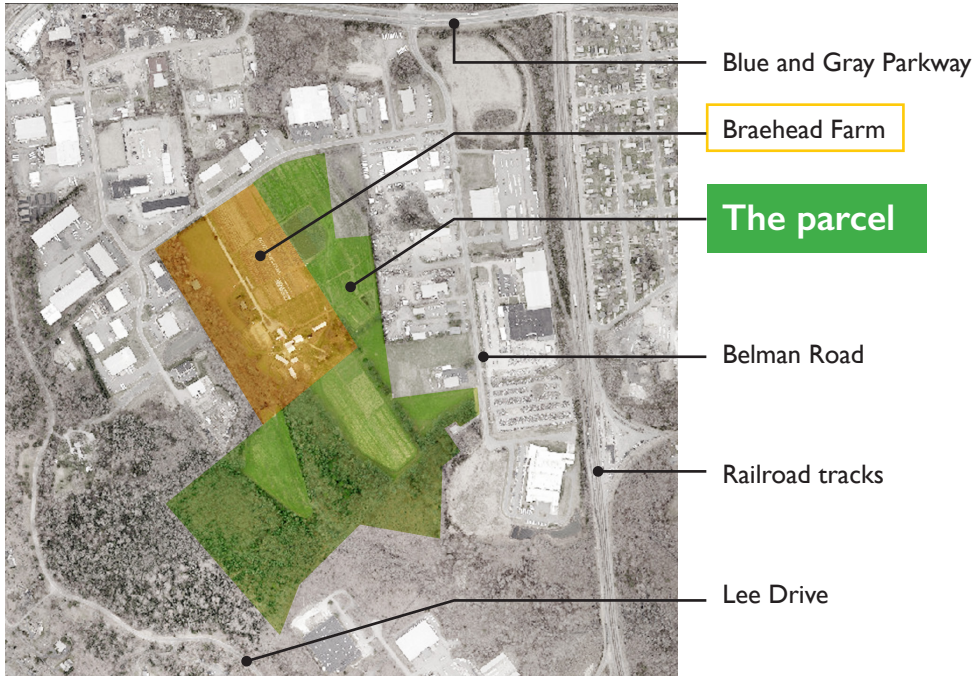 Blue and Gray Parkway
Braehead Farm
The parcel
Belman Road
Railroad tracks
Lee Drive